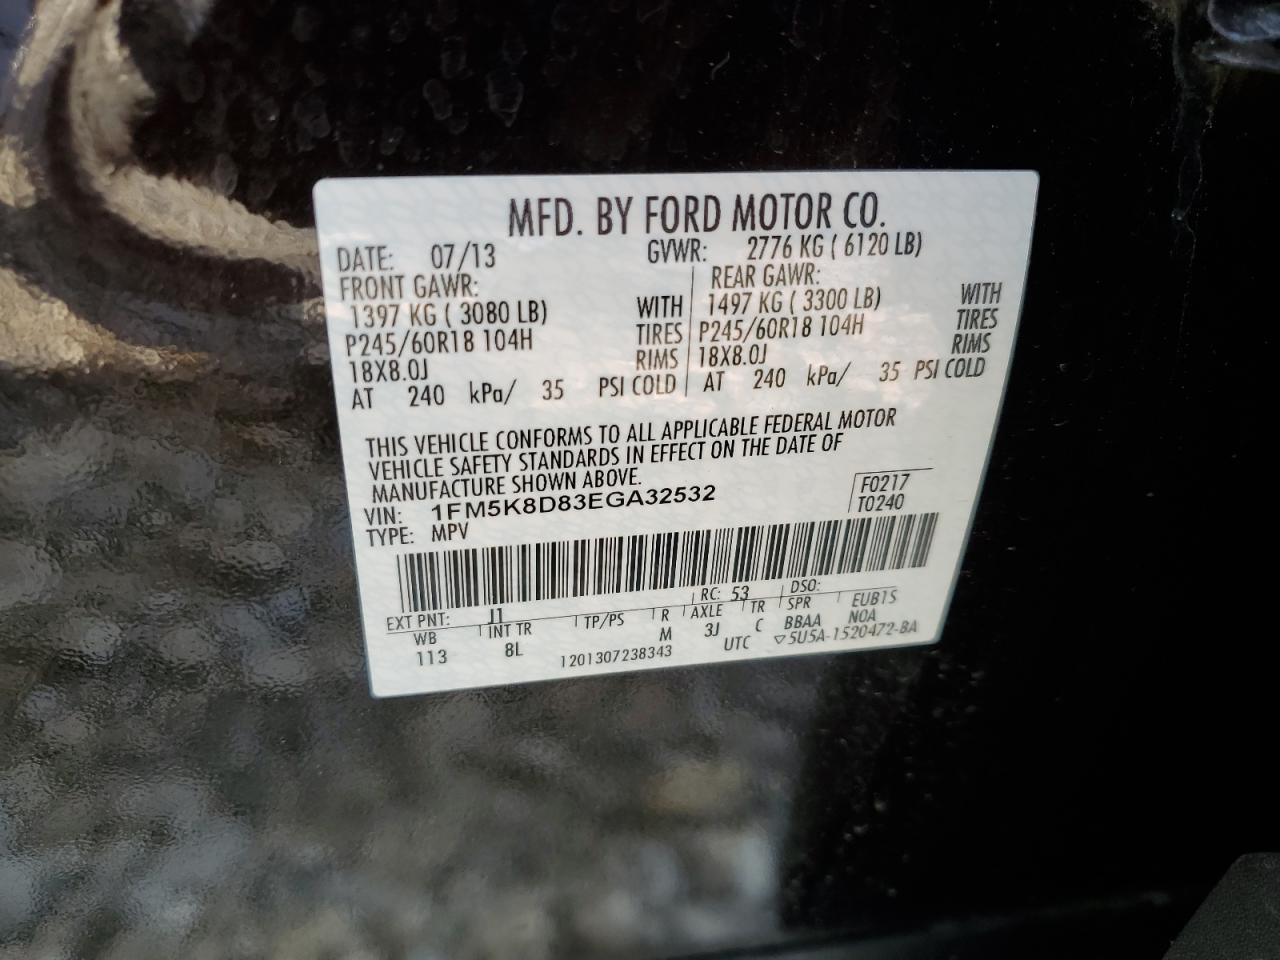 MFD. BY FORD MOTOR CO.
DATE: 07/13 GVWR: 2776 KG ( 6120 LB)
FRONT GAWR: REAR GAWR:
1397 KG ( 3080 LB) WITH 1497 KG ( 3300 LB) WITH
P245/60R18 104H TIRES P245/60R18 104H TIRES
18X8.0J RIMS 18X8.0J RIMS
AT 240 kPa/ 35 PSI COLD AT 240 kPa/ 35 PSI COLD
THIS VEHICLE CONFORMS TO ALL APPLICABLE FEDERAL MOTOR
VEHICLE SAFETY STANDARDS IN EFFECT ON THE DATE OF
MANUFACTURE SHOWN ABOVE.
VIN: 1FM5K8D83EGA32532 F0217
TYPE: MPV T0240
EXT PNT: J1 RC: 53 DSO:
WB INT TR TP/PS R AXLE TR SPR EUB1S
113 8L M 3J C BBAA NOA
1201307238343 UTC ▽5U5A-1520472-BA